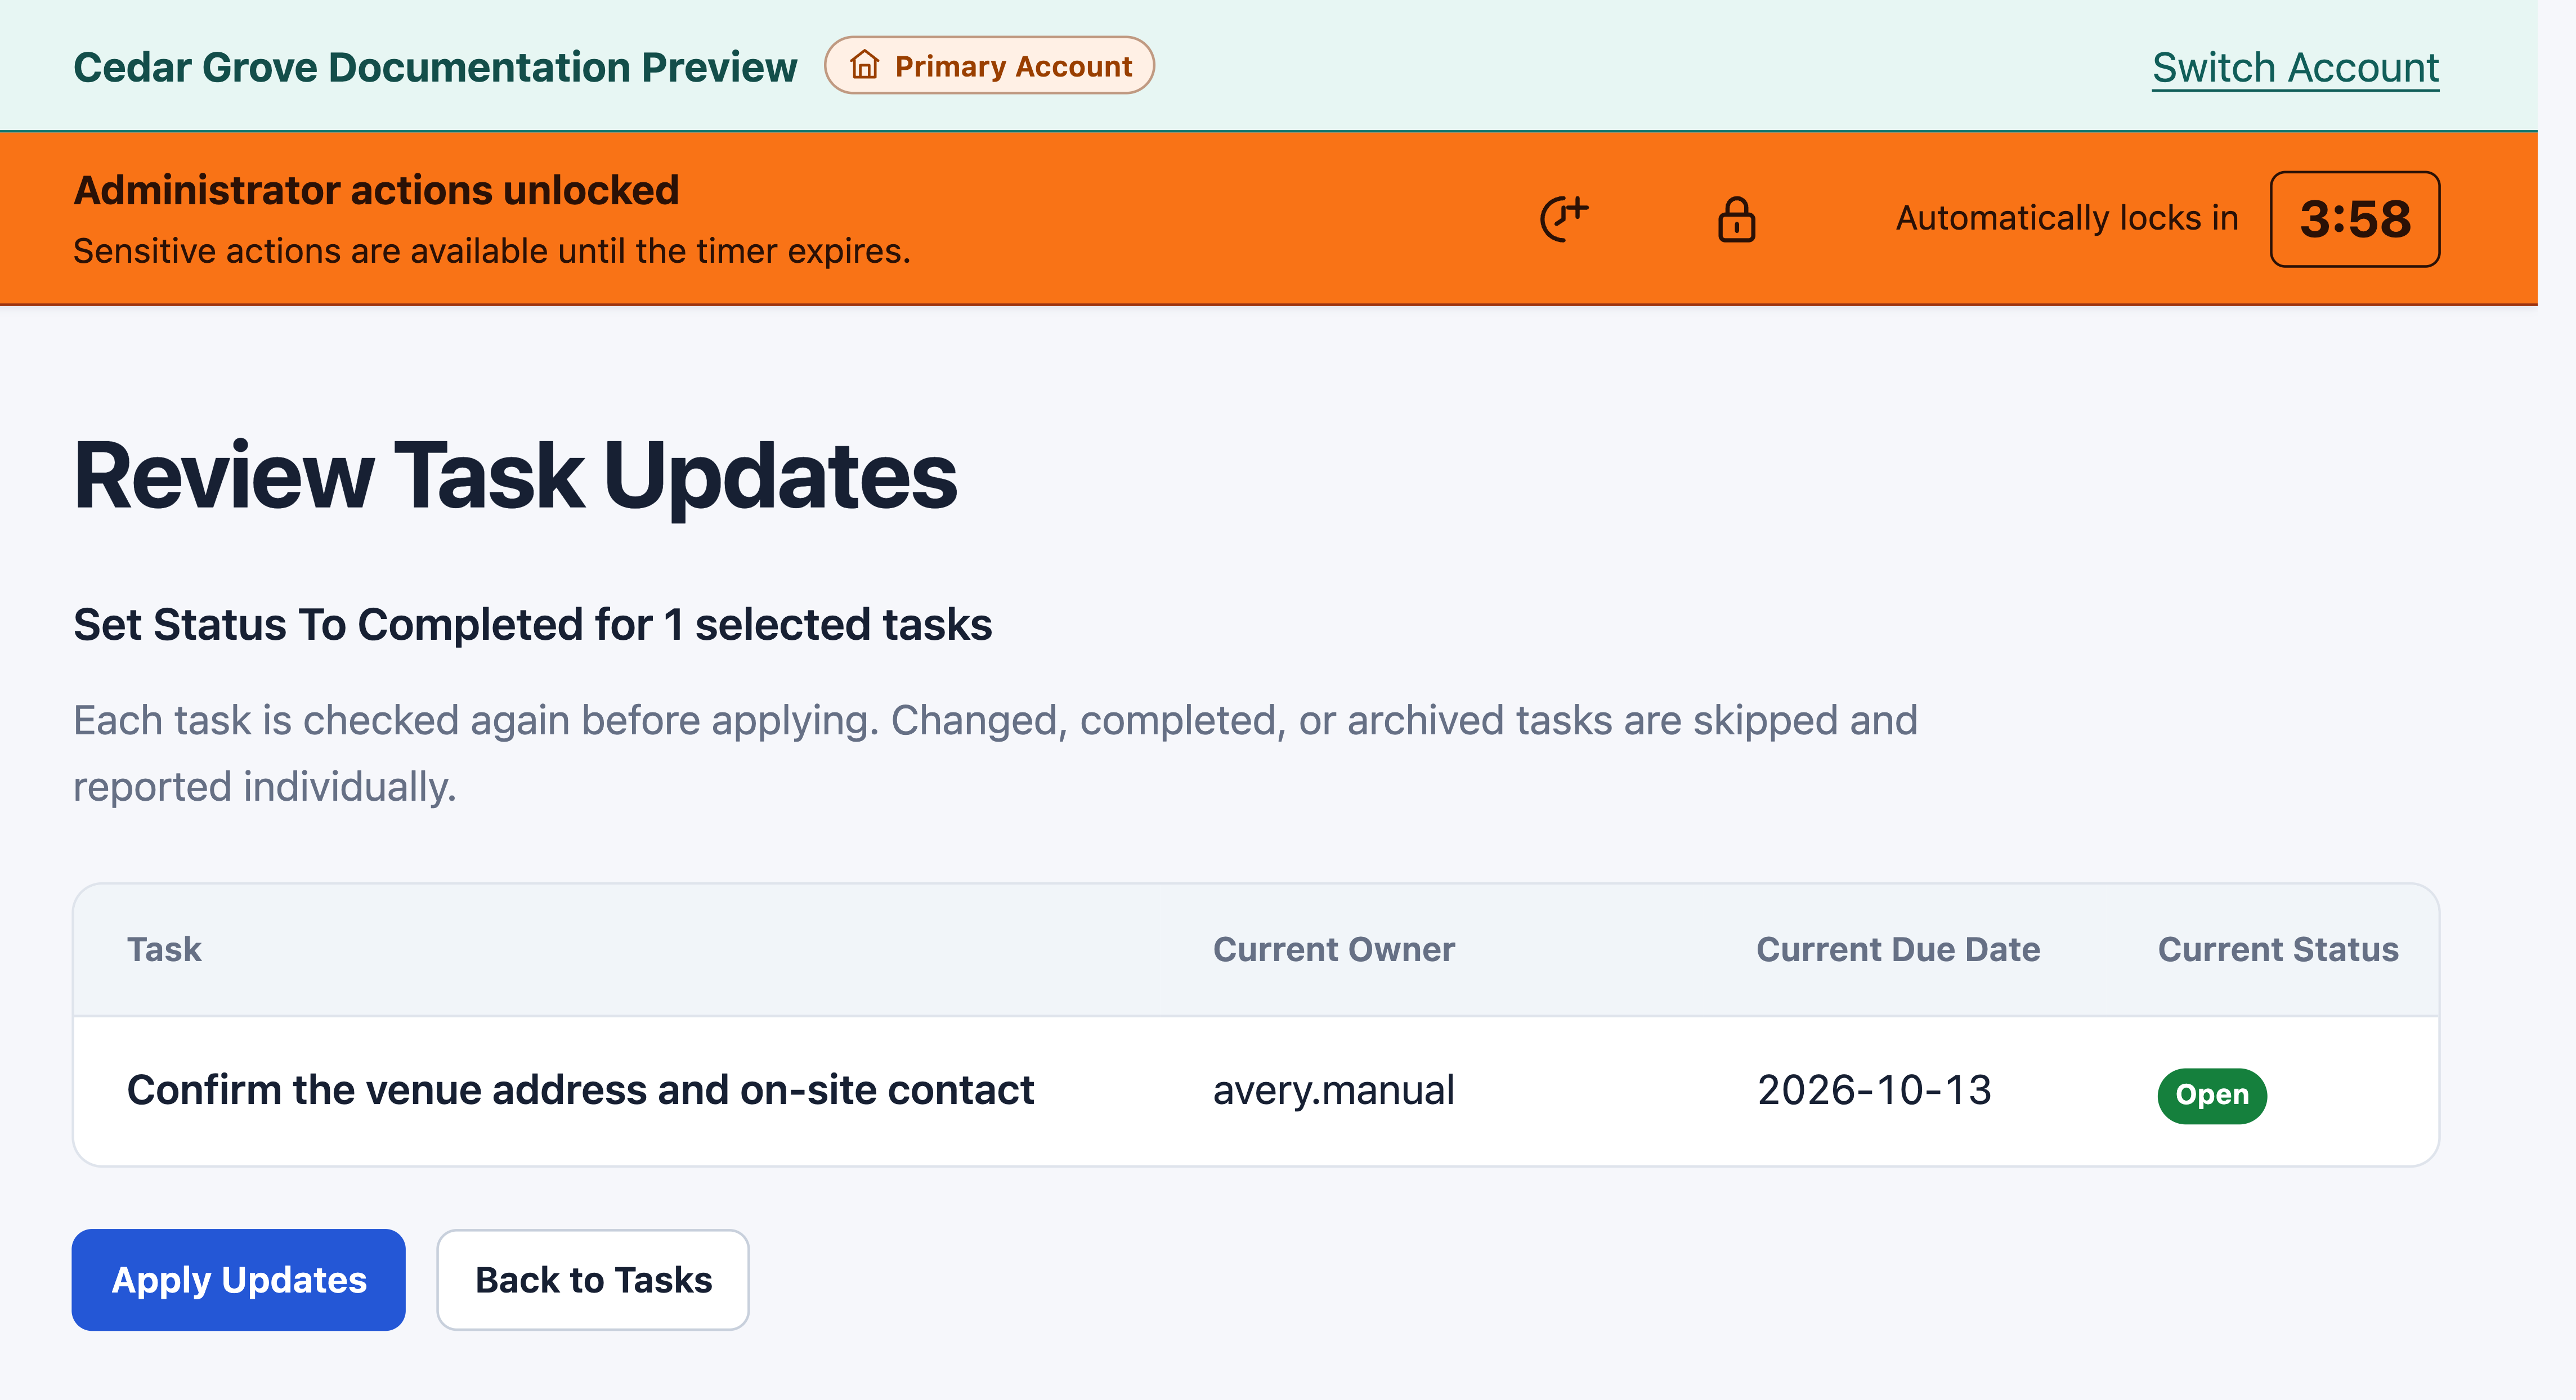 Cedar Grove Documentation Preview Primary Account Switch Account
Administrator actions unlocked
Sensitive actions are available until the timer expires.
Automatically locks in 3:58
Review Task Updates
Set Status To Completed for 1 selected tasks
Each task is checked again before applying. Changed, completed, or archived tasks are skipped and
reported individually.
Task Current Owner Current Due Date Current Status
Confirm the venue address and on-site contact avery.manual 2026-10-13 Open
Apply Updates Back to Tasks